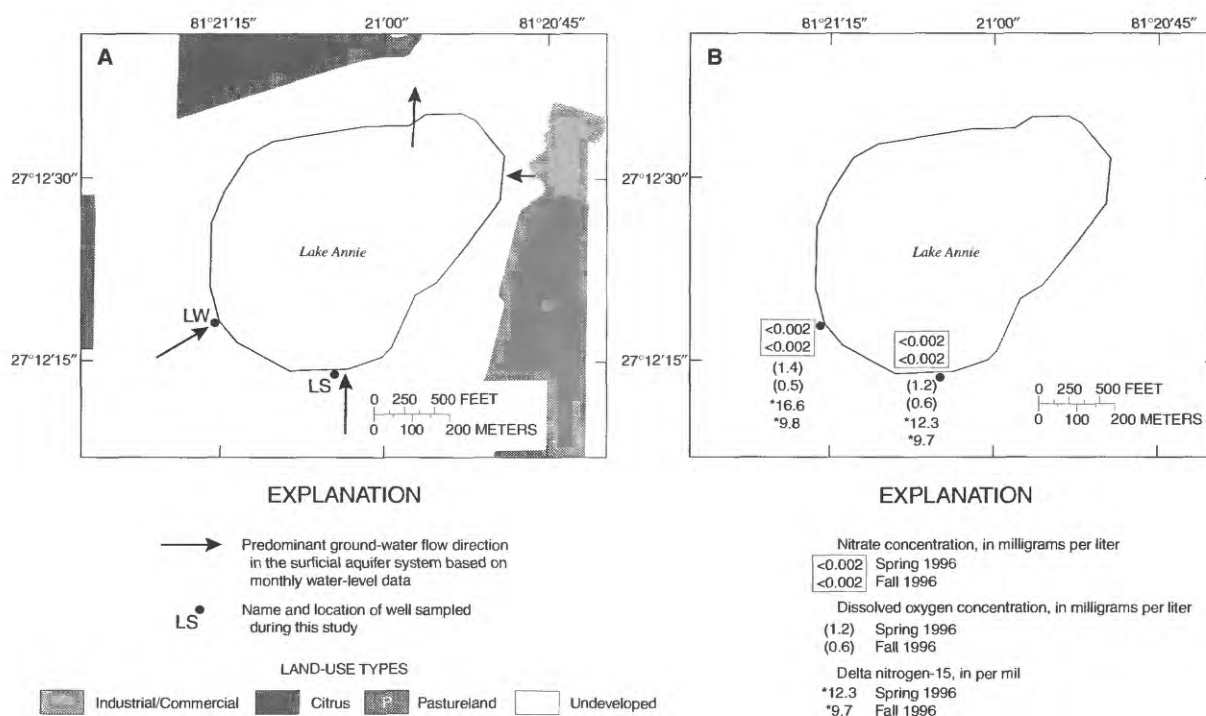 81°21′15″ 21′00″ 81°20′45″
A
27°12′30″
Lake Annie
LW
27°12′15″
LS
0 250 500 FEET
0 100 200 METERS
EXPLANATION
Predominant ground-water flow direction
in the surficial aquifer system based on
monthly water-level data
LS Name and location of well sampled
during this study
LAND-USE TYPES
Industrial/Commercial Citrus P Pastureland Undeveloped
81°21′15″ 21′00″ 81°20′45″
B
27°12′30″
Lake Annie
27°12′15″
<0.002
<0.002
(1.4)
(0.5)
*16.6
*9.8
<0.002
<0.002
(1.2)
(0.6)
*12.3
*9.7
0 250 500 FEET
0 100 200 METERS
EXPLANATION
Nitrate concentration, in milligrams per liter
<0.002 Spring 1996
<0.002 Fall 1996
Dissolved oxygen concentration, in milligrams per liter
(1.2) Spring 1996
(0.6) Fall 1996
Delta nitrogen-15, in per mil
*12.3 Spring 1996
*9.7 Fall 1996